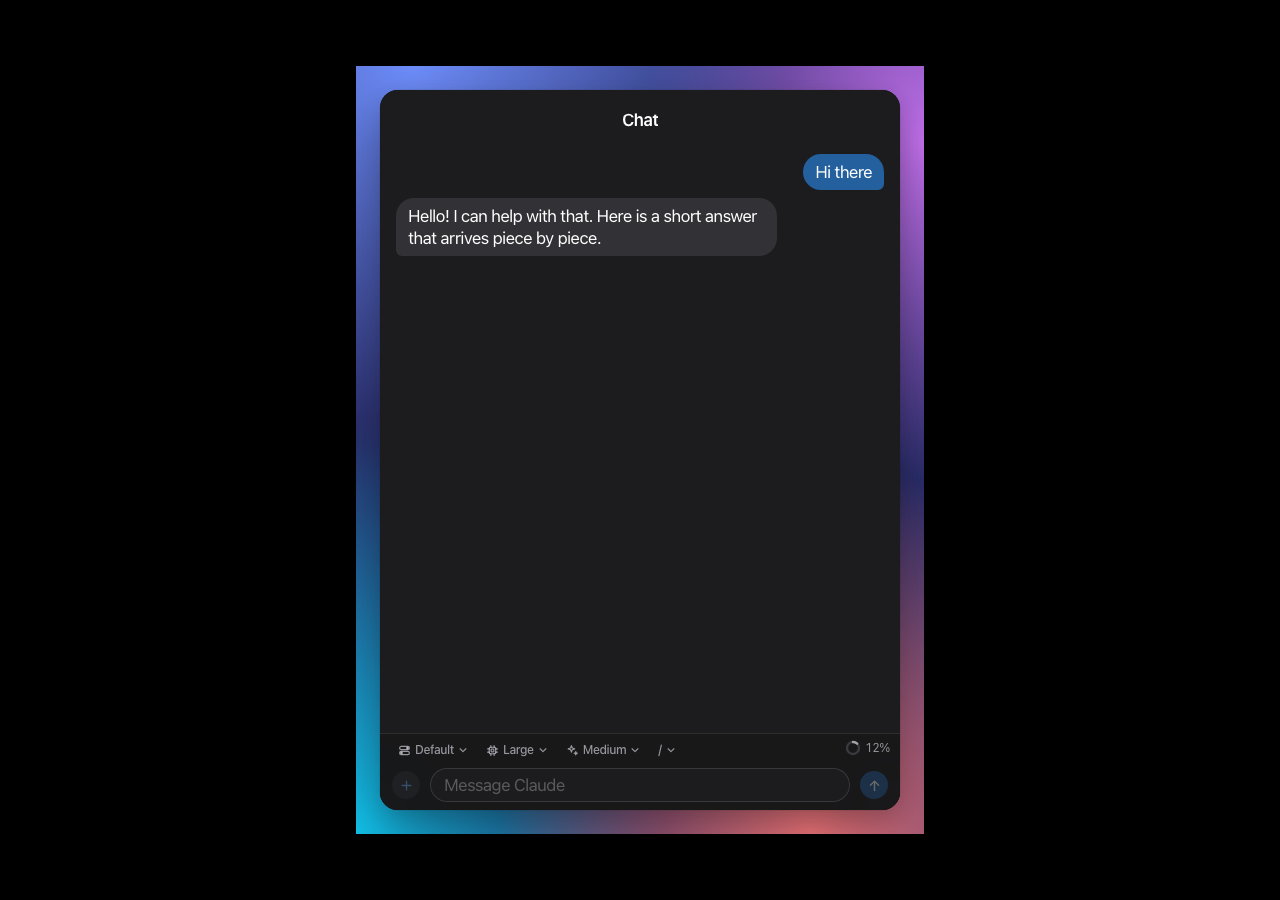 Chat
Hi there
Hello! I can help with that. Here is a short answer
that arrives piece by piece.
Default Large Medium / 12%
Message Claude